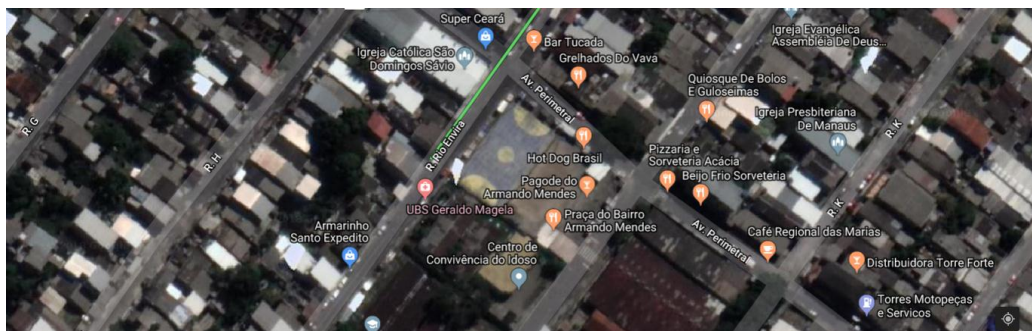 Super Ceará
Bar Tucada
Igreja Católica São
Domingos Sávio
Grelhados Do Vavá
Igreja Evangélica
Assembléia De Deus...
Av. Perimetral
Quiosque De Bolos
E Guloseimas
Igreja Presbiteriana
De Manaus
R. G
R. H
R. Rio Envira
R. K
Hot Dog Brasil
Pizzaria e
Sorveteria Acácia
Beijo Frio Sorveteria
Pagode do
Armando Mendes
UBS Geraldo Magela
Praça do Bairro
Armando Mendes
R. K
Armarinho
Santo Expedito
Centro de
Convivência do Idoso
Av. Perimetral
Café Regional das Marias
Distribuidora Torre Forte
Torres Motopeças
e Servicos